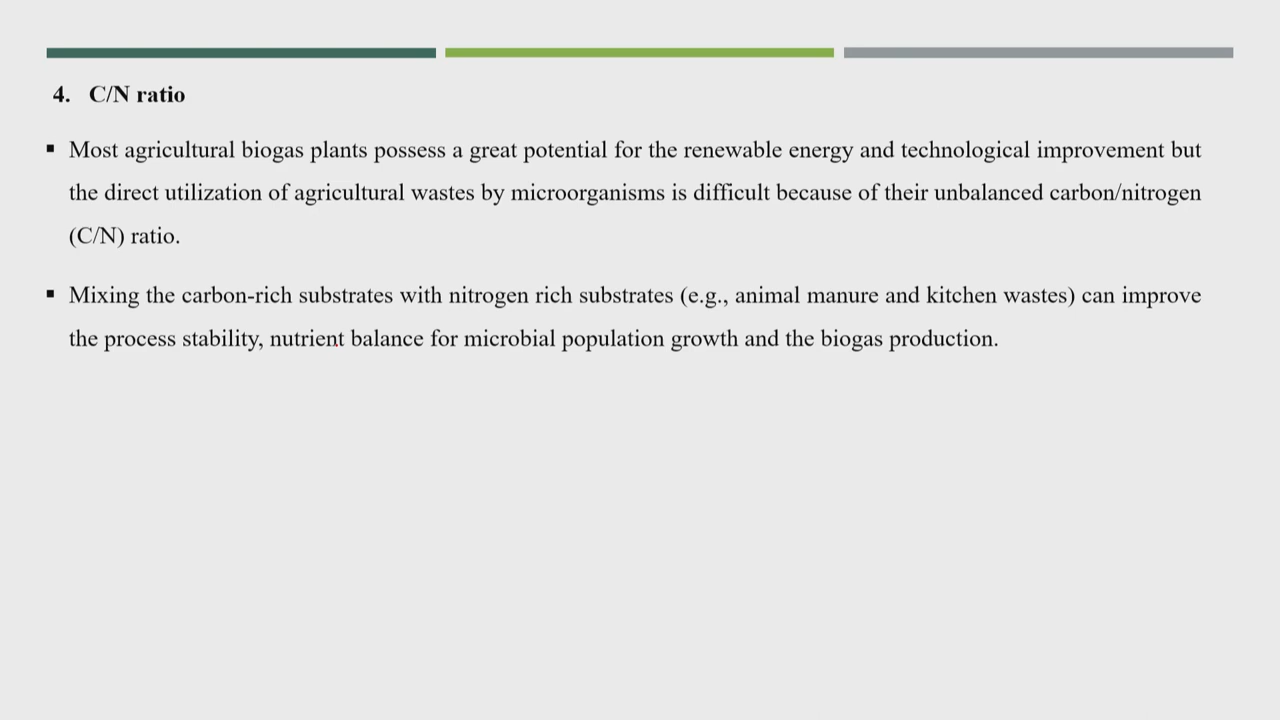 4. C/N ratio
▪ Most agricultural biogas plants possess a great potential for the renewable energy and technological improvement but
the direct utilization of agricultural wastes by microorganisms is difficult because of their unbalanced carbon/nitrogen
(C/N) ratio.
▪ Mixing the carbon-rich substrates with nitrogen rich substrates (e.g., animal manure and kitchen wastes) can improve
the process stability, nutrient balance for microbial population growth and the biogas production.